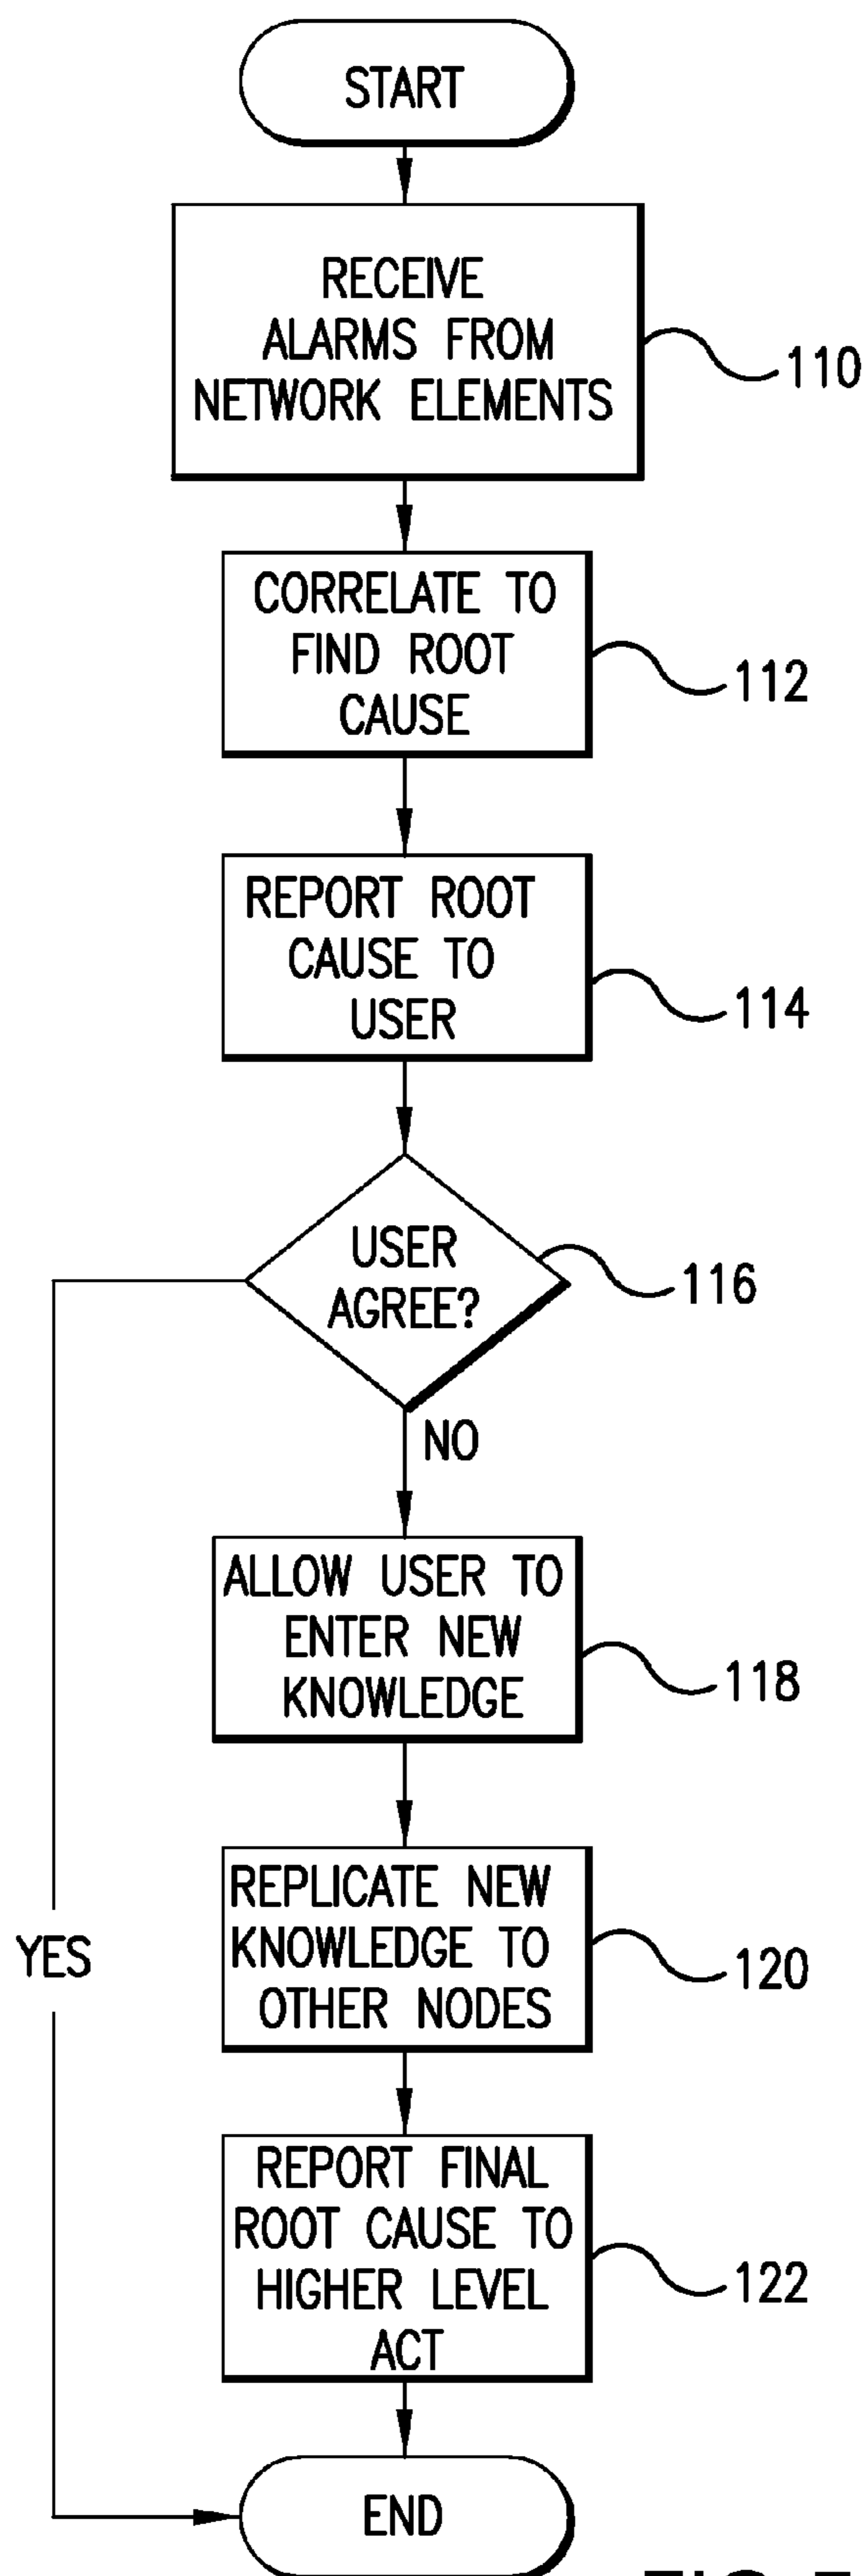 START
RECEIVE
ALARMS FROM
NETWORK ELEMENTS
110
CORRELATE TO
FIND ROOT
CAUSE
112
REPORT ROOT
CAUSE TO
USER
114
USER
AGREE?
116
NO
ALLOW USER TO
ENTER NEW
KNOWLEDGE
118
REPLICATE NEW
KNOWLEDGE TO
OTHER NODES
120
YES
REPORT FINAL
ROOT CAUSE TO
HIGHER LEVEL
ACT
122
END